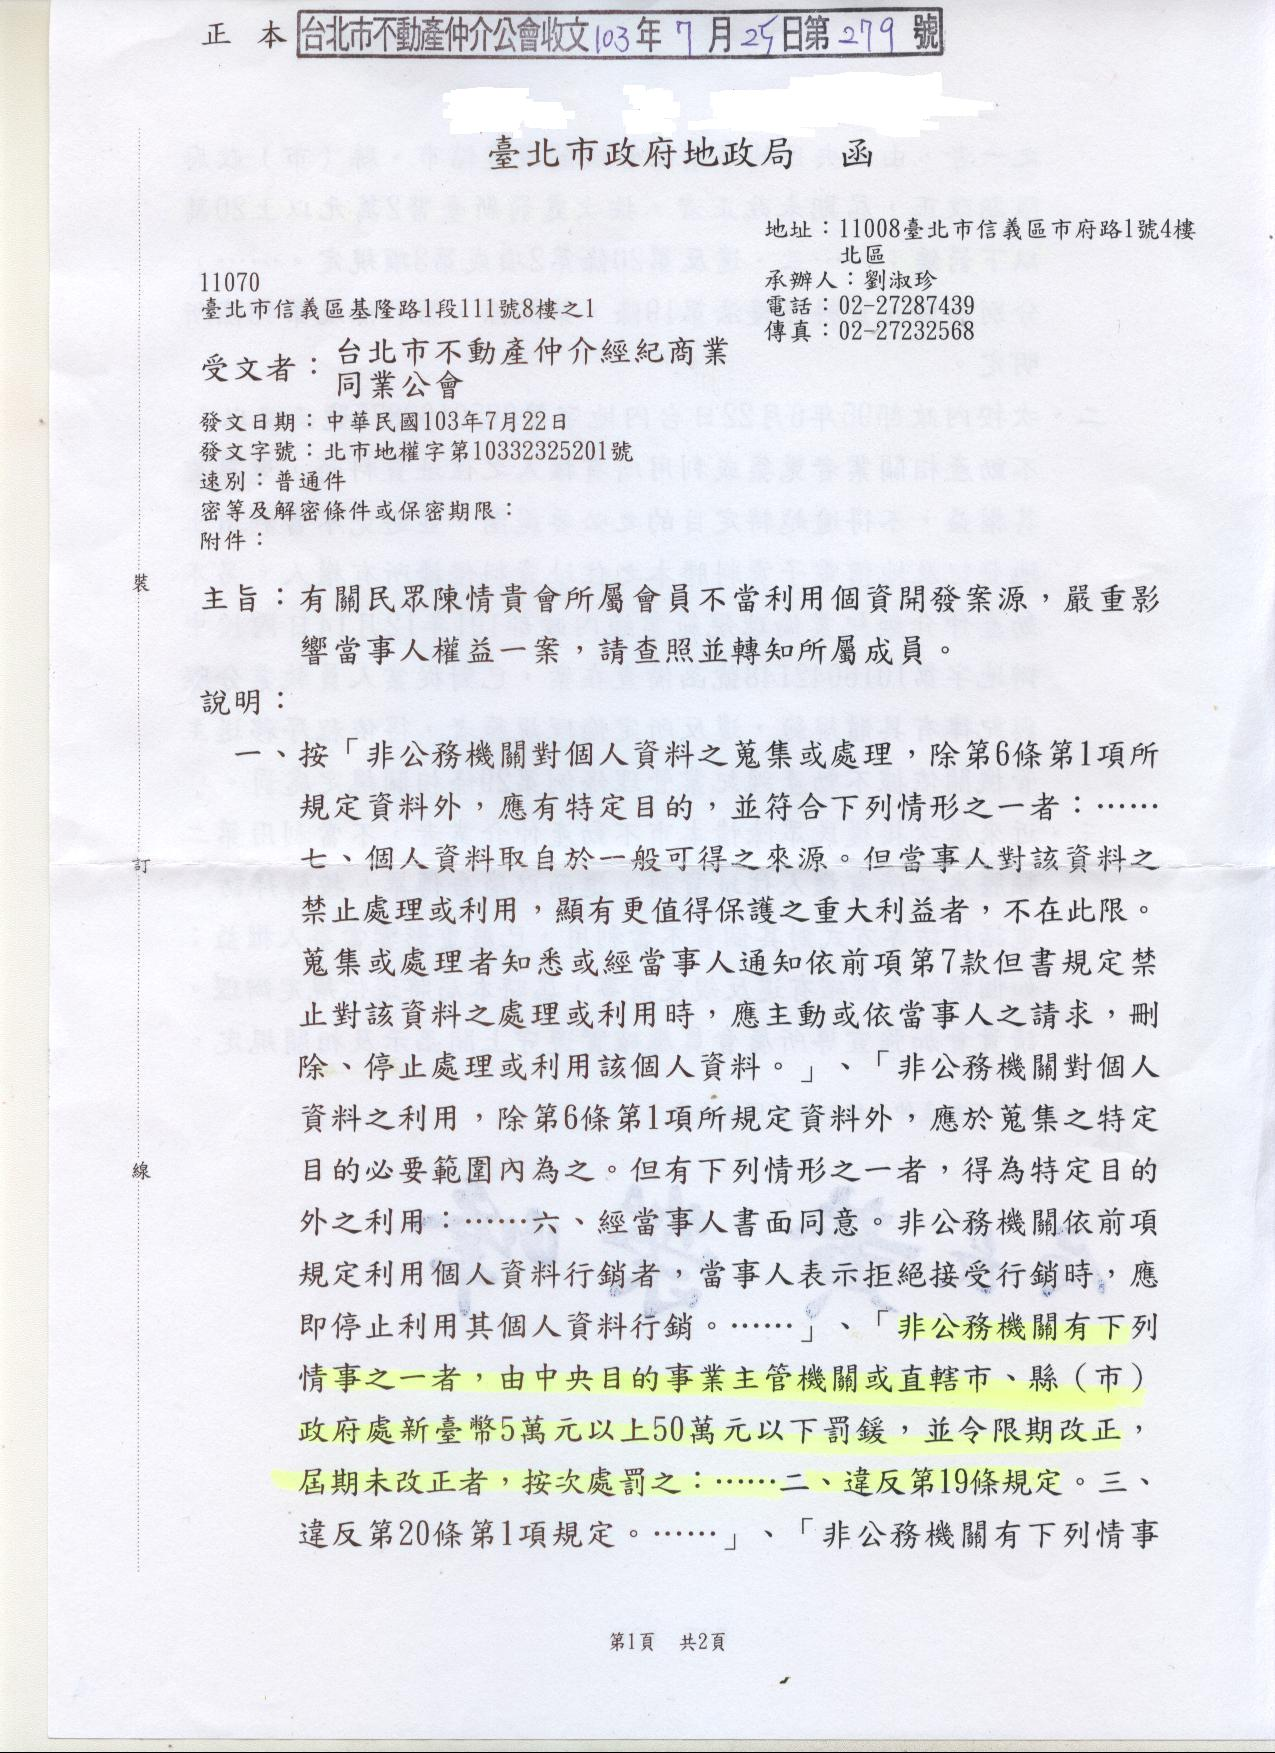 正本
台北市不動產仲介公會收文103年7月25日第279號
臺北市政府地政局 函
地址：11008臺北市信義區市府路1號4樓
北區
承辦人：劉淑珍
電話：02-27287439
傳真：02-27232568
11070
臺北市信義區基隆路1段111號8樓之1
受文者：台北市不動產仲介經紀商業
同業公會
發文日期：中華民國103年7月22日
發文字號：北市地權字第10332325201號
速別：普通件
密等及解密條件或保密期限：
附件：
主旨：有關民眾陳情貴會所屬會員不當利用個資開發案源，嚴重影
響當事人權益一案，請查照並轉知所屬成員。
說明：
一、按「非公務機關對個人資料之蒐集或處理，除第6條第1項所
規定資料外，應有特定目的，並符合下列情形之一者：……
七、個人資料取自於一般可得之來源。但當事人對該資料之
禁止處理或利用，顯有更值得保護之重大利益者，不在此限。
蒐集或處理者知悉或經當事人通知依前項第7款但書規定禁
止對該資料之處理或利用時，應主動或依當事人之請求，刪
除、停止處理或利用該個人資料。」、「非公務機關對個人
資料之利用，除第6條第1項所規定資料外，應於蒐集之特定
目的必要範圍內為之。但有下列情形之一者，得為特定目的
外之利用：……六、經當事人書面同意。非公務機關依前項
規定利用個人資料行銷者，當事人表示拒絕接受行銷時，應
即停止利用其個人資料行銷。……」、「非公務機關有下列
情事之一者，由中央目的事業主管機關或直轄市、縣（市）
政府處新臺幣5萬元以上50萬元以下罰鍰，並令限期改正，
屆期未改正者，按次處罰之：……二、違反第19條規定。三、
違反第20條第1項規定。……」、「非公務機關有下列情事
裝
訂
線
第1頁 共2頁